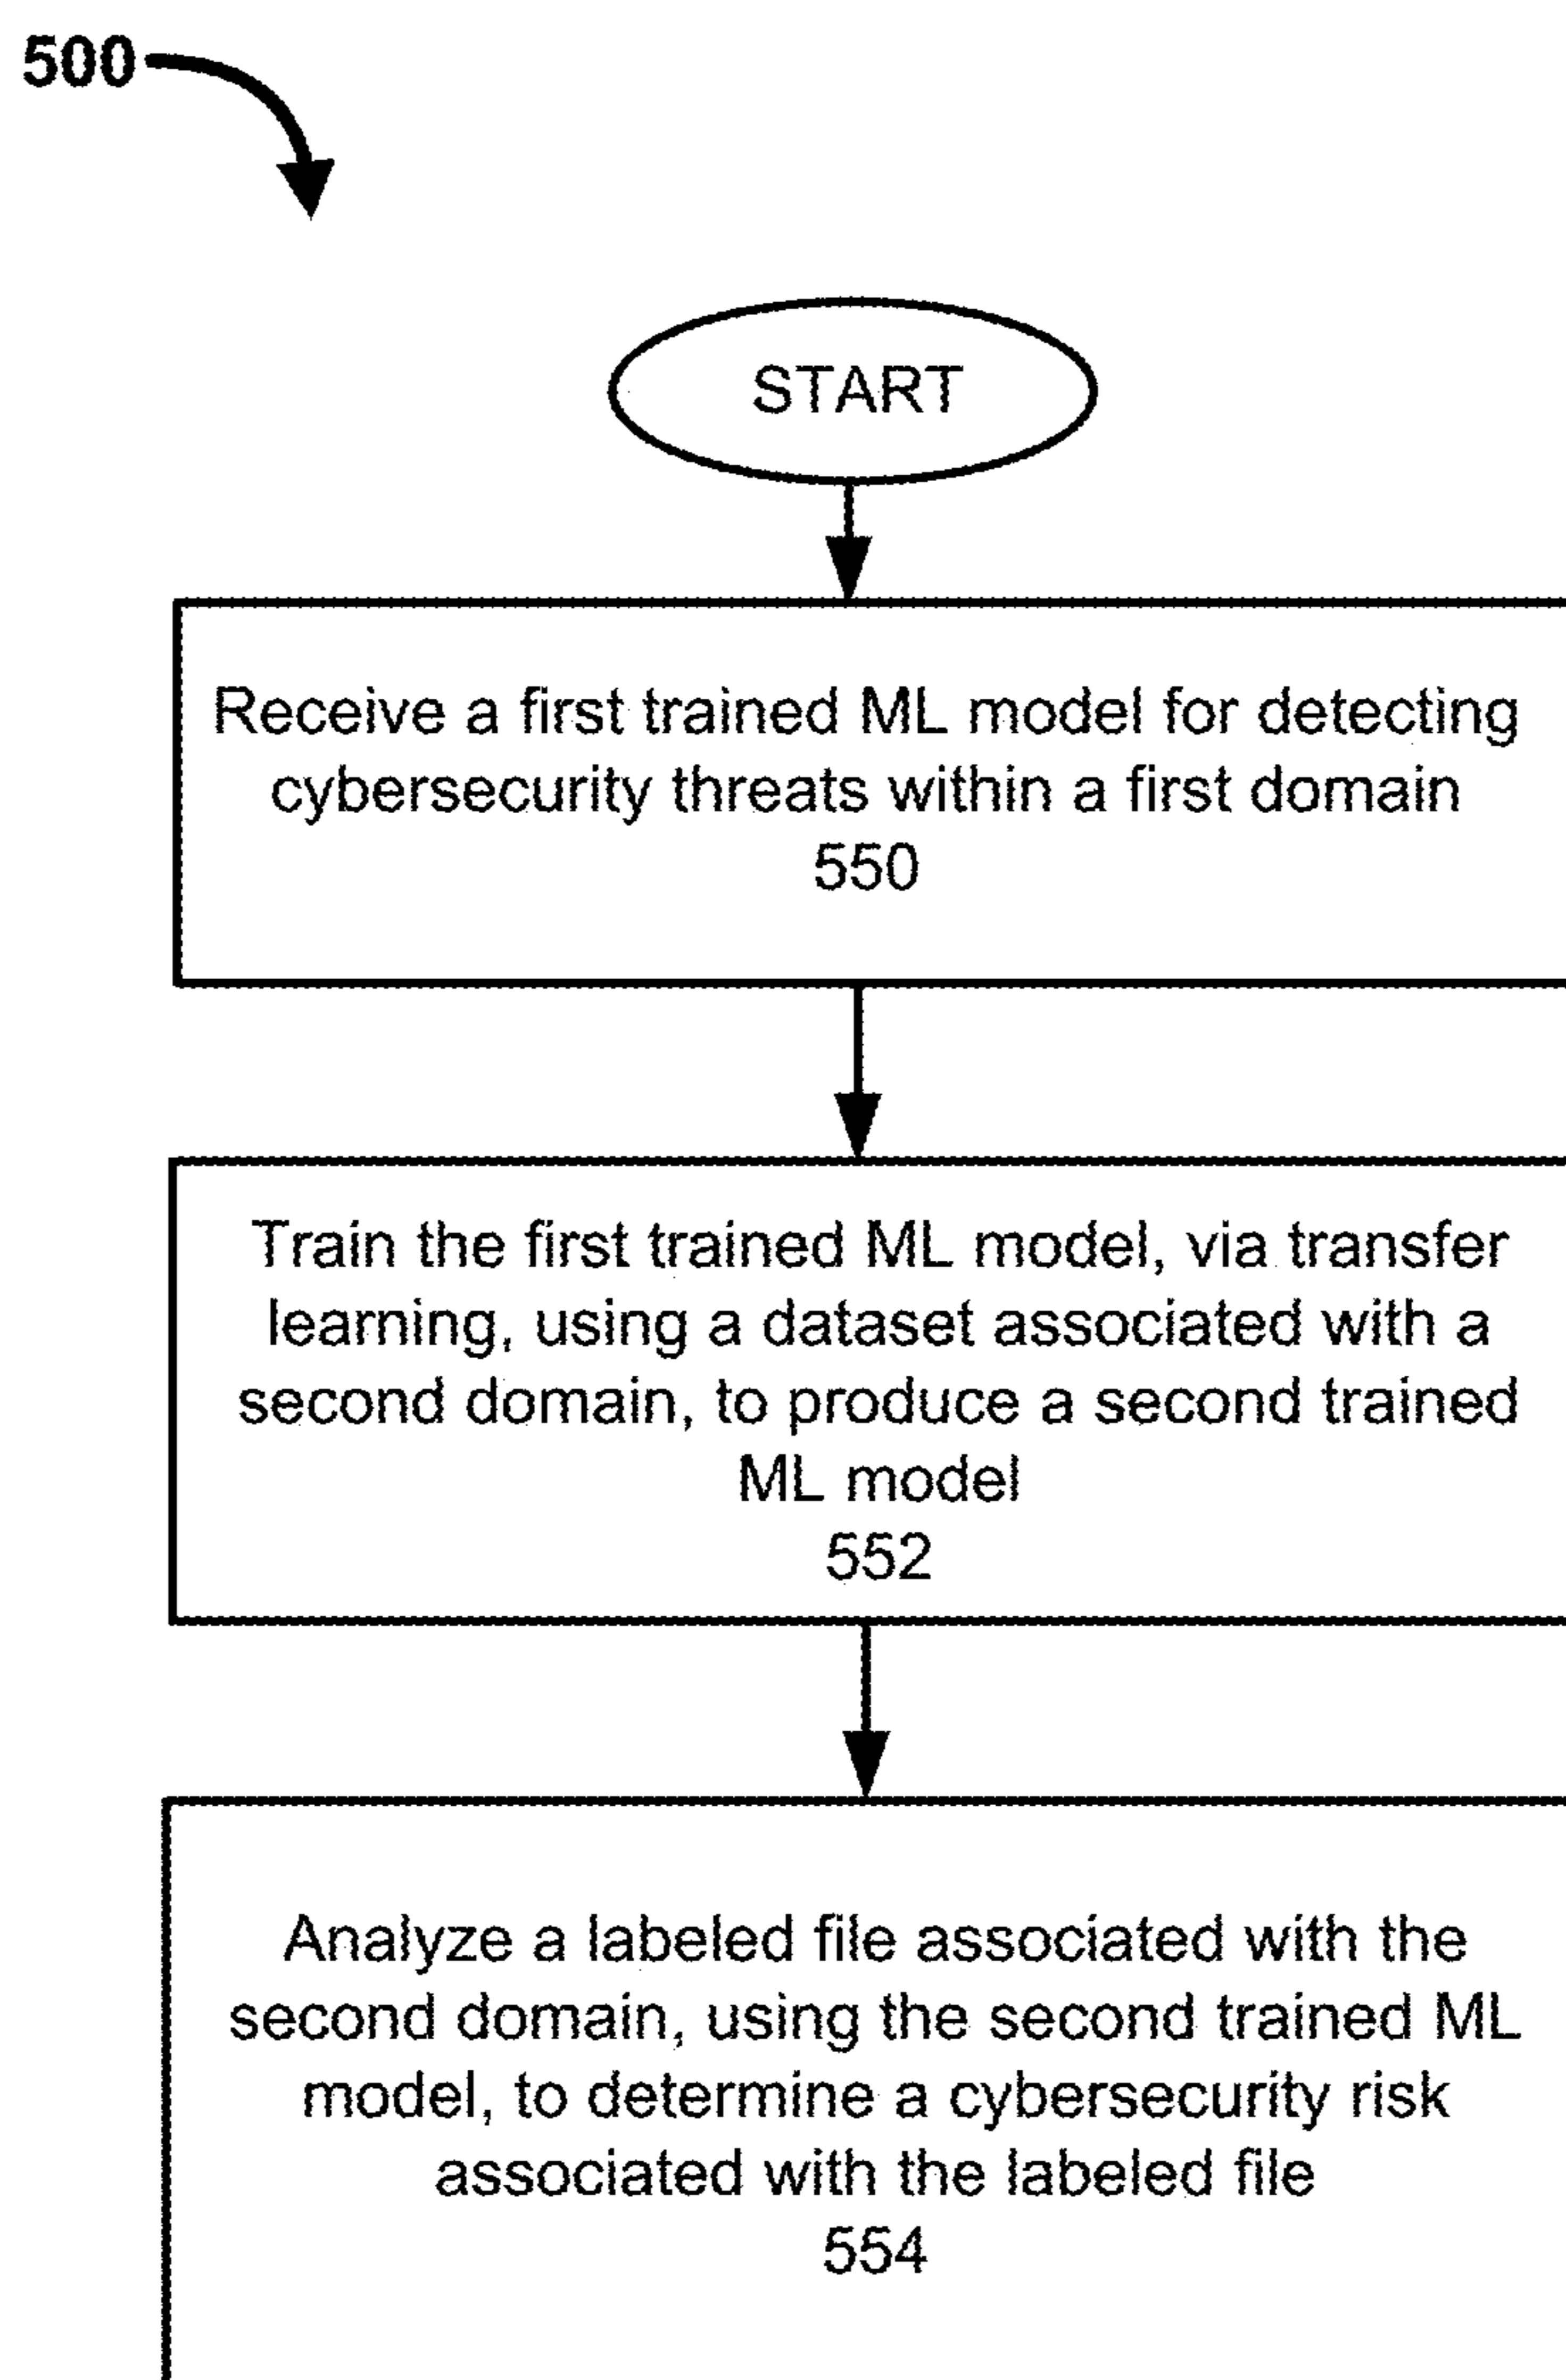 500
START
Receive a first trained ML model for detecting
cybersecurity threats within a first domain
550
Train the first trained ML model, via transfer
learning, using a dataset associated with a
second domain, to produce a second trained
ML model
552
Analyze a labeled file associated with the
second domain, using the second trained ML
model, to determine a cybersecurity risk
associated with the labeled file
554